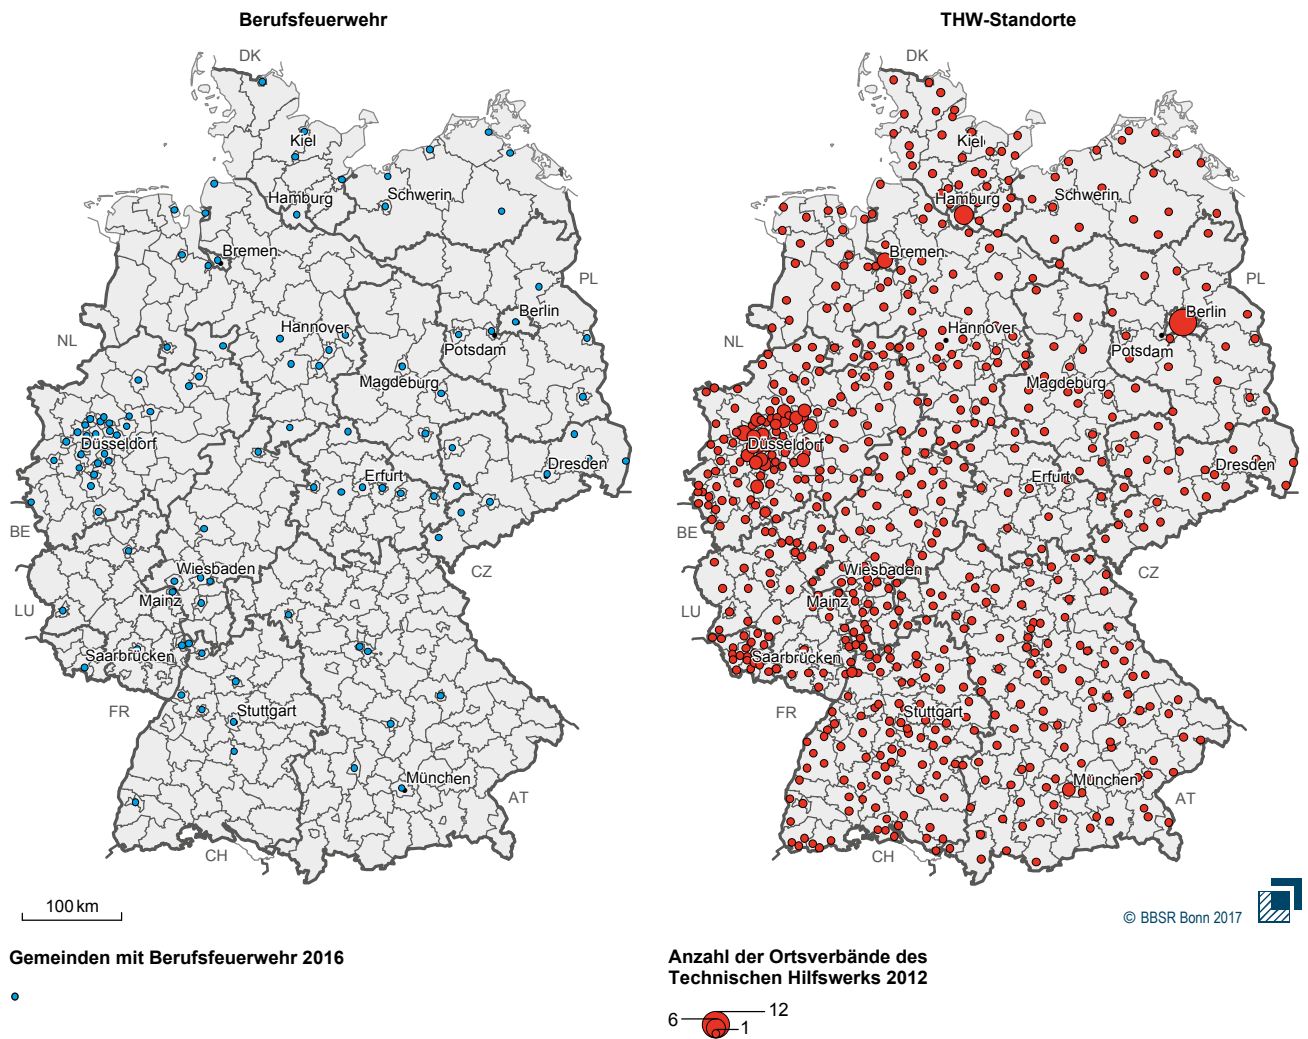 Berufsfeuerwehr
DK
Kiel
Hamburg
Schwerin
Bremen
PL
Berlin
Hannover
NL
Potsdam
Magdeburg
Düsseldorf
Dresden
Erfurt
BE
Wiesbaden
CZ
Mainz
LU
Saarbrücken
FR
Stuttgart
München
AT
CH
100 km
THW-Standorte
DK
Kiel
Hamburg
Schwerin
Bremen
PL
Berlin
Hannover
NL
Potsdam
Magdeburg
Düsseldorf
Dresden
Erfurt
BE
Wiesbaden
CZ
Mainz
LU
Saarbrücken
FR
Stuttgart
München
AT
CH
© BBSR Bonn 2017
Gemeinden mit Berufsfeuerwehr 2016
Anzahl der Ortsverbände des
Technischen Hilfswerks 2012
12
6
1